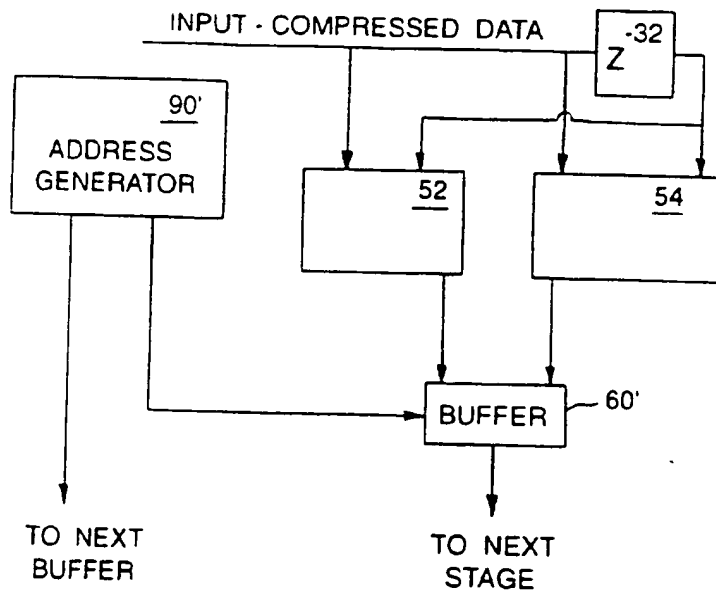 INPUT - COMPRESSED DATA
Z-32
90'
ADDRESS
GENERATOR
52
54
BUFFER
60'
TO NEXT
BUFFER
TO NEXT
STAGE